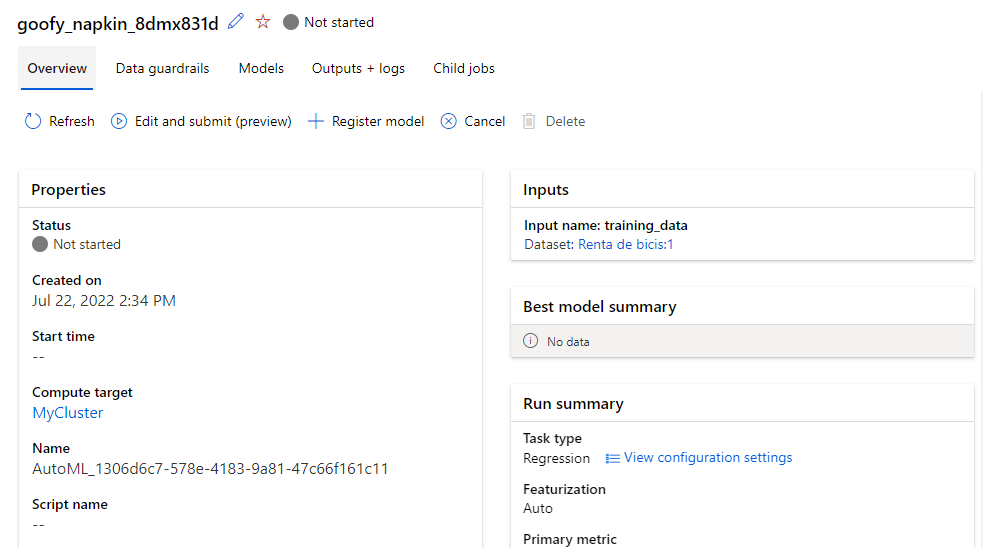 goofy_napkin_8dmx831d Not started
Overview Data guardrails Models Outputs + logs Child jobs
Refresh Edit and submit (preview) Register model Cancel Delete
Properties
Status
Not started
Created on
Jul 22, 2022 2:34 PM
Start time
--
Compute target
MyCluster
Name
AutoML_1306d6c7-578e-4183-9a81-47c66f161c11
Script name
--
Inputs
Input name: training_data
Dataset: Renta de bicis:1
Best model summary
No data
Run summary
Task type
Regression View configuration settings
Featurization
Auto
Primary metric